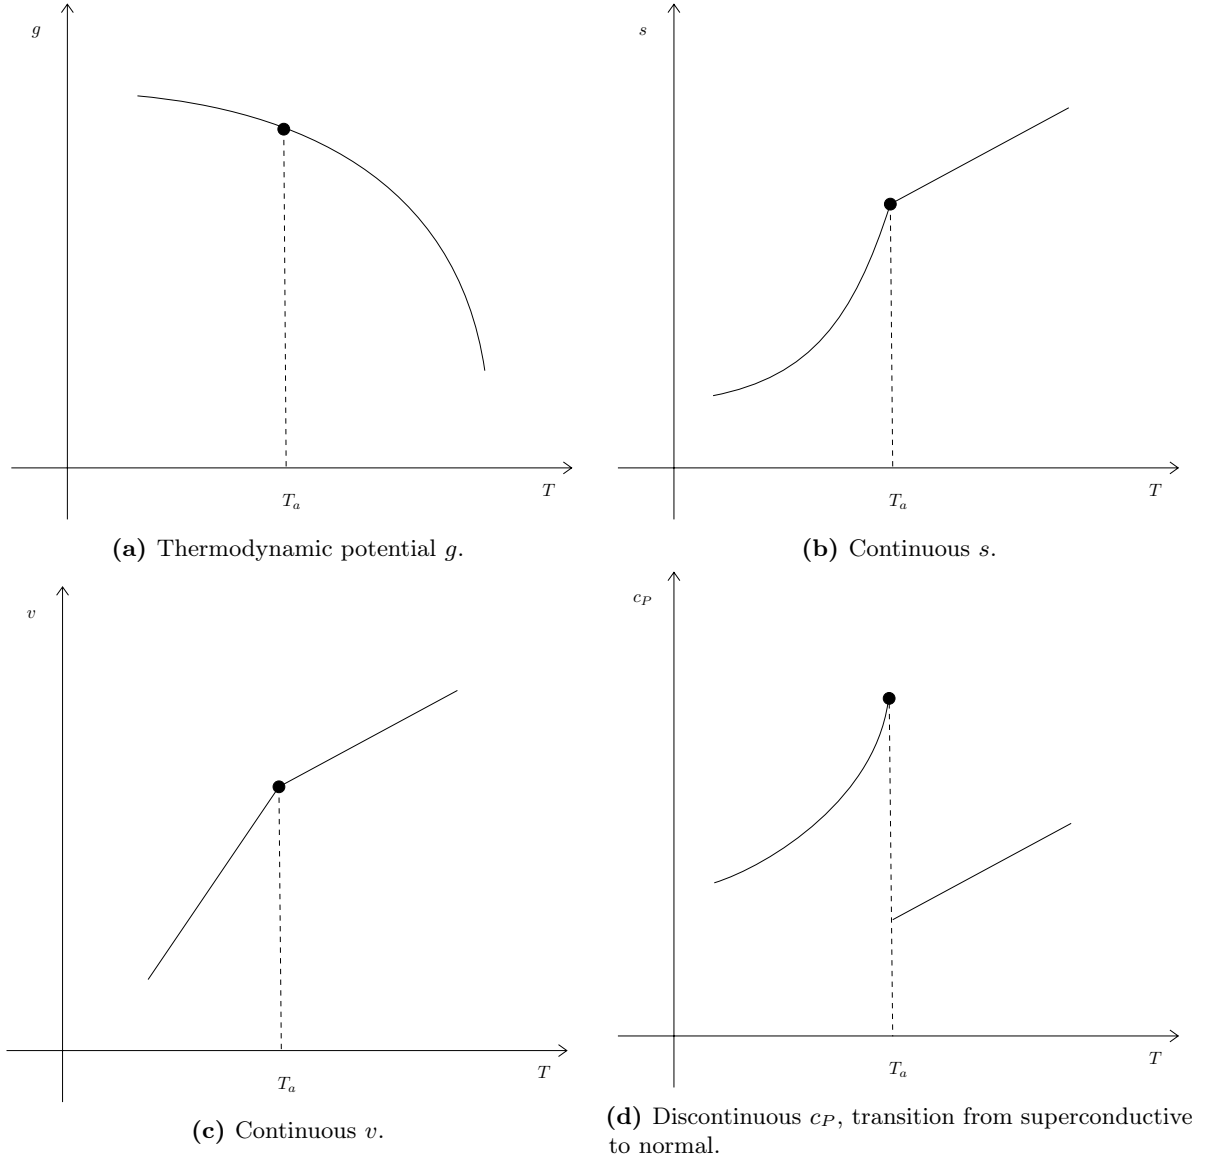 g
T
T_a
(a) Thermodynamic potential g.
s
T
T_a
(b) Continuous s.
v
T
T_a
(c) Continuous v.
c_P
T
T_a
(d) Discontinuous c_P, transition from superconductive
to normal.